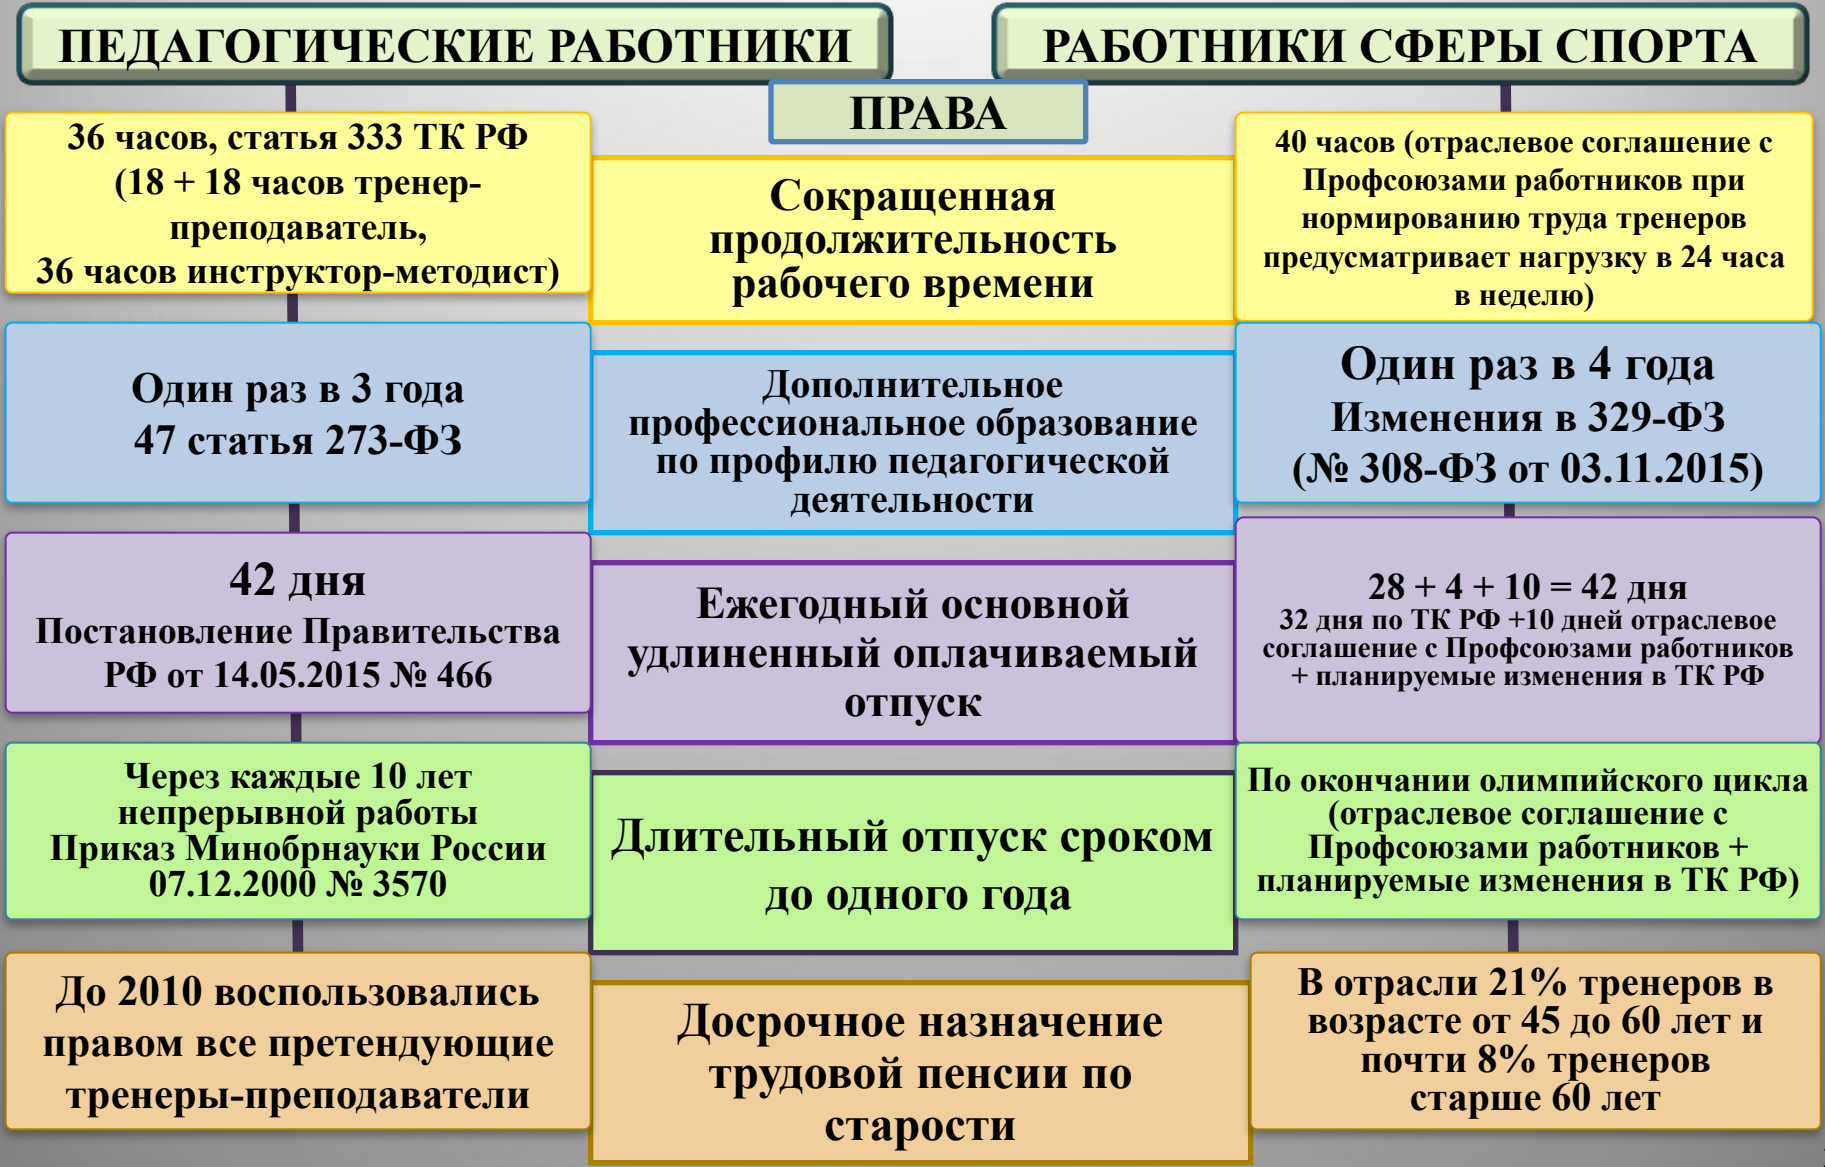 ПЕДАГОГИЧЕСКИЕ РАБОТНИКИ
РАБОТНИКИ СФЕРЫ СПОРТА
ПРАВА
36 часов, статья 333 ТК РФ
(18 + 18 часов тренер-
преподаватель,
36 часов инструктор-методист)
Сокращенная
продолжительность
рабочего времени
40 часов (отраслевое соглашение с
Профсоюзами работников при
нормированию труда тренеров
предусматривает нагрузку в 24 часа
в неделю)
Один раз в 3 года
47 статья 273-ФЗ
Дополнительное
профессиональное образование
по профилю педагогической
деятельности
Один раз в 4 года
Изменения в 329-ФЗ
(№ 308-ФЗ от 03.11.2015)
42 дня
Постановление Правительства
РФ от 14.05.2015 № 466
Ежегодный основной
удлиненный оплачиваемый
отпуск
28 + 4 + 10 = 42 дня
32 дня по ТК РФ +10 дней отраслевое
соглашение с Профсоюзами работников
+ планируемые изменения в ТК РФ
Через каждые 10 лет
непрерывной работы
Приказ Минобрнауки России
07.12.2000 № 3570
Длительный отпуск сроком
до одного года
По окончании олимпийского цикла
(отраслевое соглашение с
Профсоюзами работников +
планируемые изменения в ТК РФ)
До 2010 воспользовались
правом все претендующие
тренеры-преподаватели
Досрочное назначение
трудовой пенсии по
старости
В отрасли 21% тренеров в
возрасте от 45 до 60 лет и
почти 8% тренеров
старше 60 лет